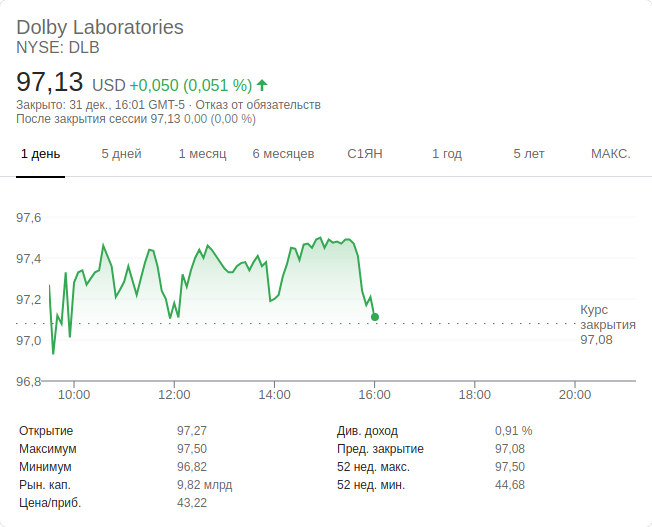 Dolby Laboratories
NYSE: DLB
97,13 USD +0,050 (0,051 %)
Закрыто: 31 дек., 16:01 GMT-5 · Отказ от обязательств
После закрытия сессии 97,13 0,00 (0,00 %)
1 день 5 дней 1 месяц 6 месяцев С1ЯН 1 год 5 лет МАКС.
97,6
97,4
97,2
97,0
96,8
Курс
закрытия
97,08
10:00 12:00 14:00 16:00 18:00 20:00
Открытие 97,27 Див. доход 0,91 %
Максимум 97,50 Пред. закрытие 97,08
Минимум 96,82 52 нед. макс. 97,50
Рын. кап. 9,82 млрд 52 нед. мин. 44,68
Цена/приб. 43,22